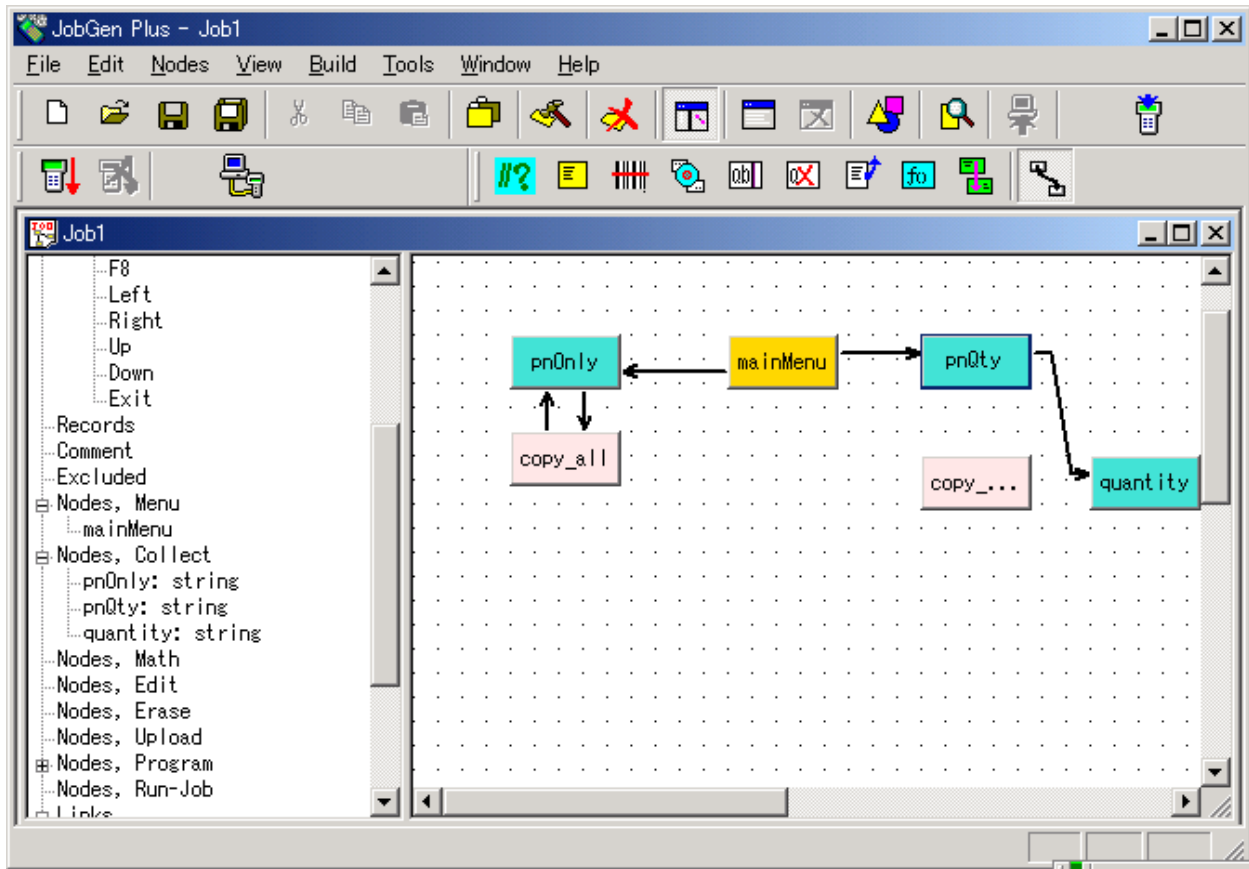 JobGen Plus - Job1
File Edit Nodes View Build Tools Window Help
Job1
F8
Left
Right
Up
Down
Exit
Records
Comment
Excluded
Nodes, Menu
mainMenu
Nodes, Collect
pnOnly: string
pnQty: string
quantity: string
Nodes, Math
Nodes, Edit
Nodes, Erase
Nodes, Upload
Nodes, Program
Nodes, Run-Job
Links
pnOnly
mainMenu
pnQty
copy_all
copy_...
quantity